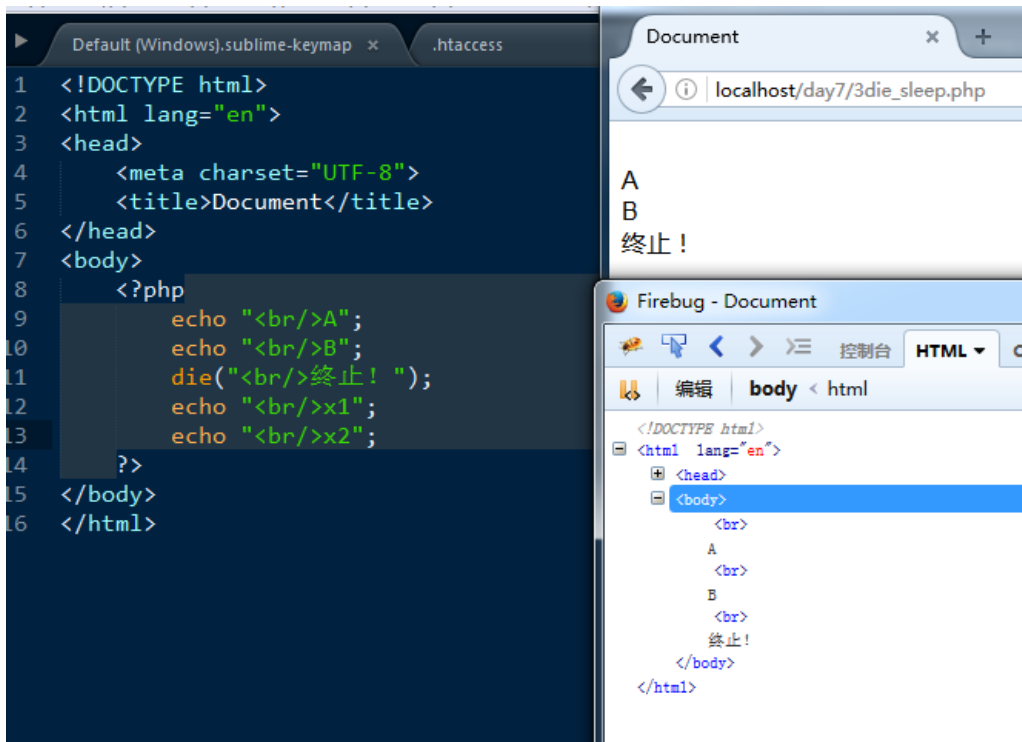 Default (Windows).sublime-keymap × .htaccess
1 <!DOCTYPE html>
2 <html lang="en">
3 <head>
4 <meta charset="UTF-8">
5 <title>Document</title>
6 </head>
7 <body>
8 <?php
9 echo "<br/>A";
10 echo "<br/>B";
11 die("<br/>终止！");
12 echo "<br/>x1";
13 echo "<br/>x2";
14 ?>
15 </body>
16 </html>
Document × +
localhost/day7/3die_sleep.php
A
B
终止！
Firebug - Document
控制台 HTML
编辑 body < html
<!DOCTYPE html>
<html lang="en">
<head>
<body>
<br>
A
<br>
B
<br>
终止！
</body>
</html>